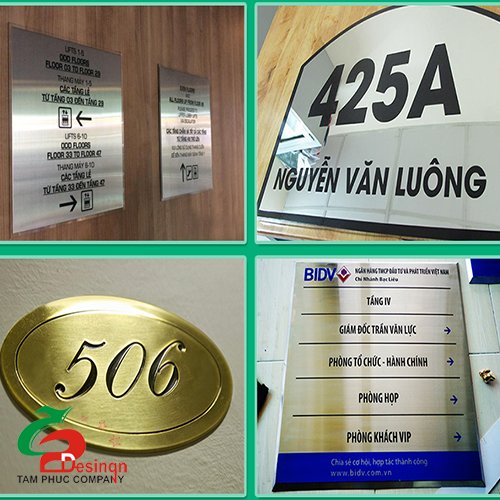 LIFTS 1-5
ODD FLOORS
FLOOR 03 TO FLOOR 29
THANG MÁY 1-5
CÁC TẦNG LẺ
TỪ TẦNG 03 ĐẾN TẦNG 29
LIFTS 6-10
ODD FLOORS
FLOOR 33 TO FLOOR 47
THANG MÁY 6-10
CÁC TẦNG LẺ
TỪ TẦNG 33 ĐẾN TẦNG 47
425A
NGUYỄN VĂN LUÔNG
506
Desinqn
TAM PHUC COMPANY
BIDV
NGÂN HÀNG TMCP ĐẦU TƯ VÀ PHÁT TRIỂN VIỆT NAM
Chi Nhánh Bạc Liêu
TẦNG IV
GIÁM ĐỐC TRẦN VĂN LỰC
PHÒNG TỔ CHỨC - HÀNH CHÍNH
PHÒNG HỌP
PHÒNG KHÁCH VIP
Chia sẻ cơ hội, hợp tác thành công
www.bidv.com.vn